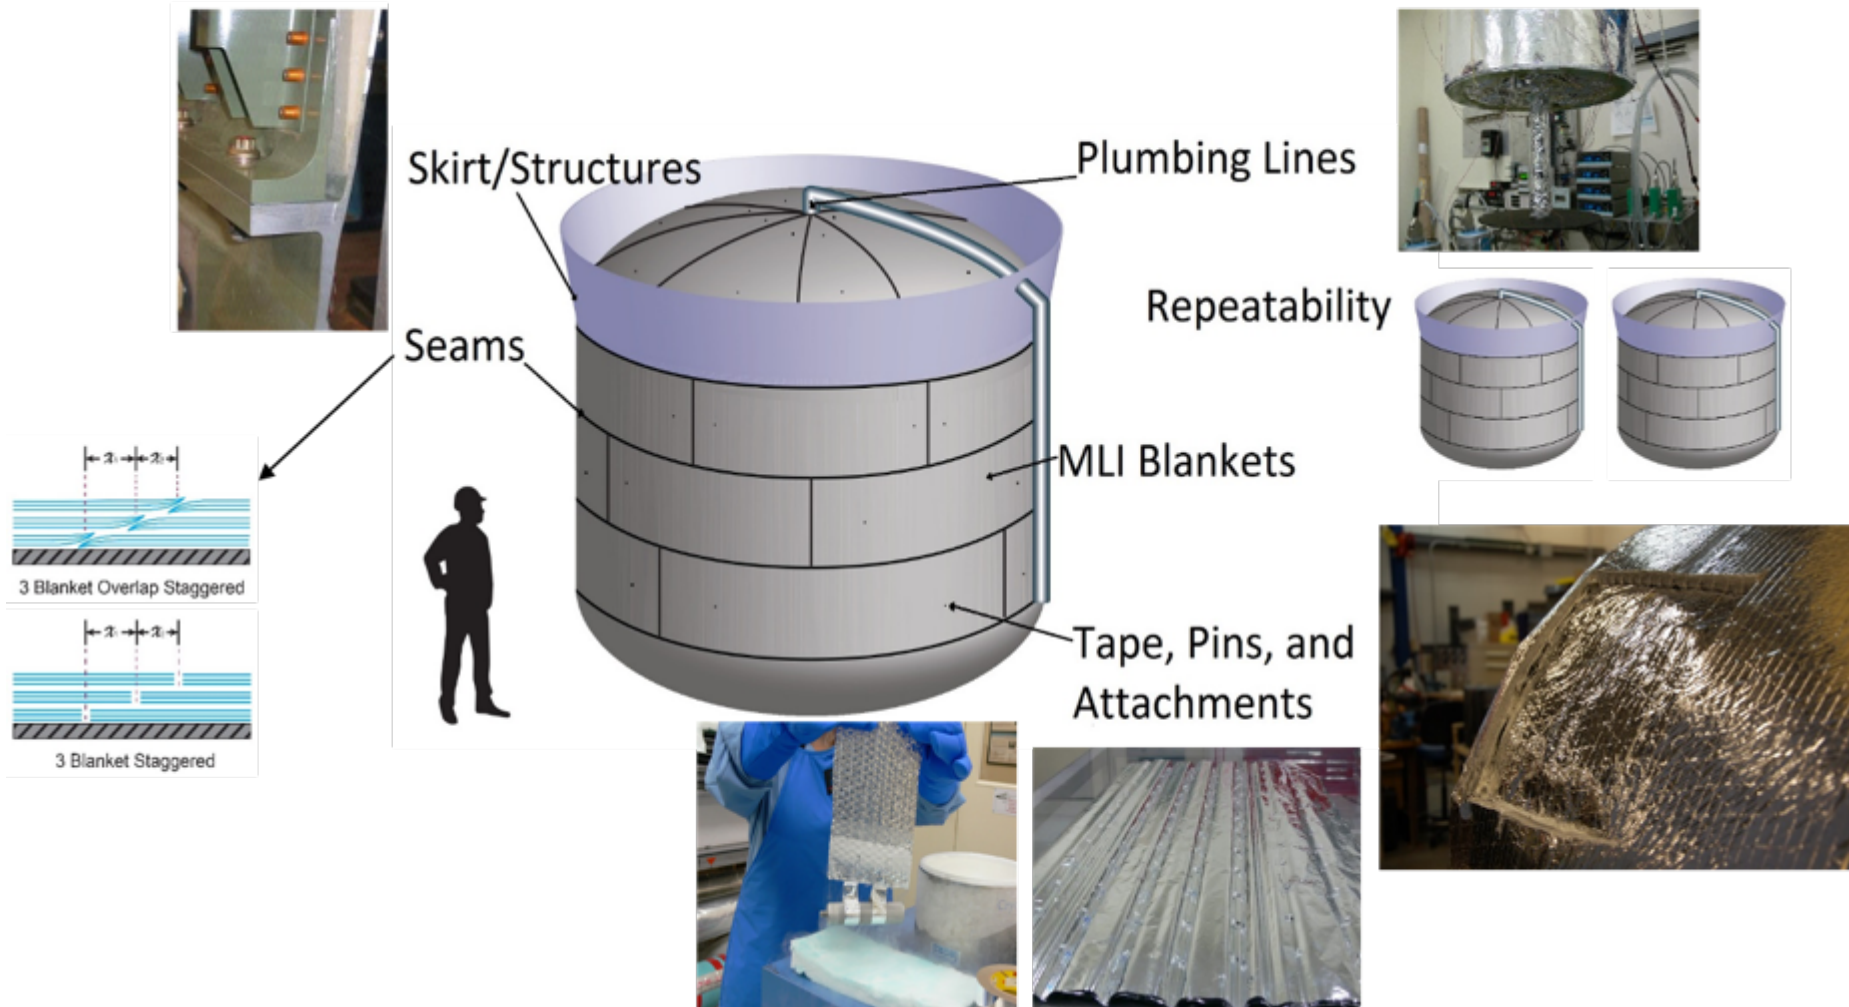 Skirt/Structures
Plumbing Lines
Repeatability
Seams
MLI Blankets
3 Blanket Overlap Staggered
3 Blanket Staggered
Tape, Pins, and
Attachments